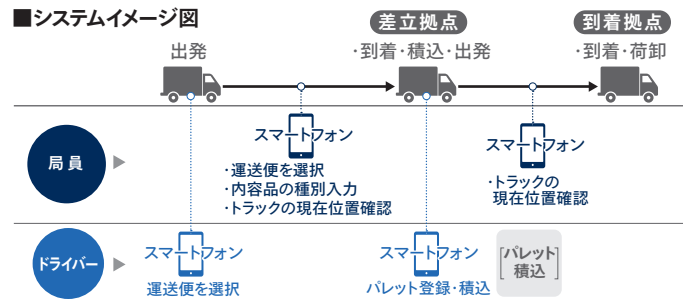 ■システムイメージ図
出発
差立拠点
・到着・積込・出発
到着拠点
・到着・荷卸
局員
スマートフォン
・運送便を選択
・内容品の種別入力
・トラックの現在位置確認
スマートフォン
・トラックの
現在位置確認
ドライバー
スマートフォン
運送便を選択
スマートフォン
パレット登録・積込
[パレット
積込]